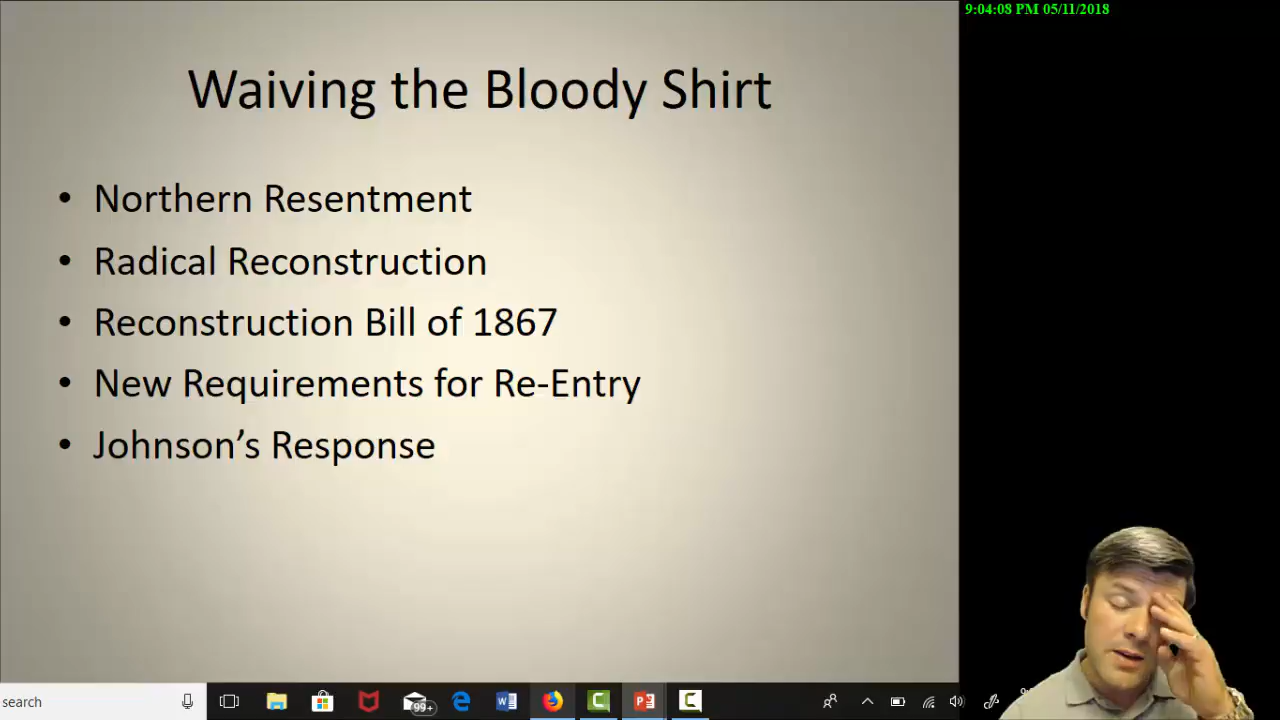 9:04:08 PM 05/11/2018
Waiving the Bloody Shirt
• Northern Resentment
• Radical Reconstruction
• Reconstruction Bill of 1867
• New Requirements for Re-Entry
• Johnson’s Response
search
99+